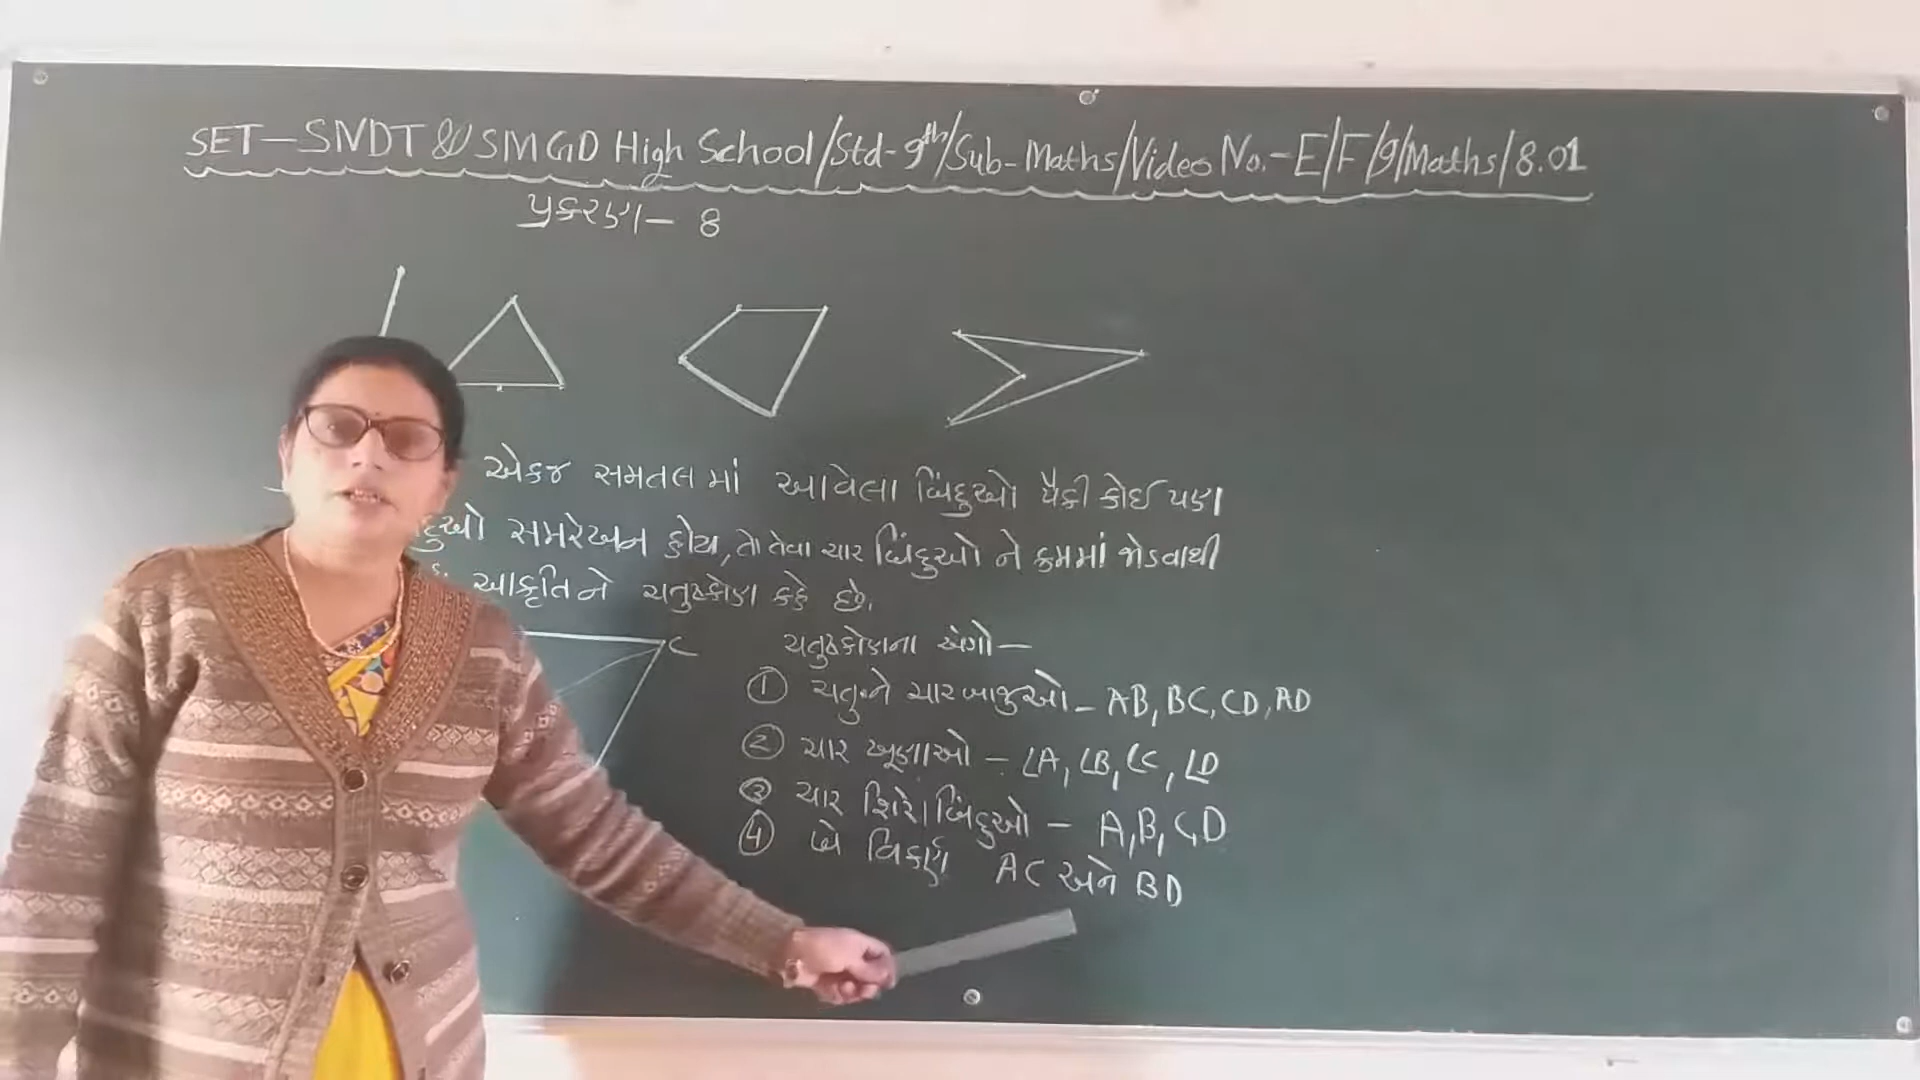 SET-SNDT & SMGD High School/Std-9th/Sub-Maths/Video No.-E/F/9/Maths/8.01
પ્રકરણ- 8
એકજ સમતલ માં આવેલા બિંદુઓ પૈકી કોઈ પણ
સમરેખ ન હોય, તો તેવા ચાર બિંદુઓ ને ક્રમમાં જોડવાથી
આકૃતિ ને ચતુષ્કોણ કહે છે.
C
ચતુષ્કોણના અંગો-
① ચતુ.ને ચાર બાજુઓ- AB, BC, CD, AD
② ચાર ખૂણાઓ - ∠A, ∠B, ∠C, ∠D
③ ચાર શિરોબિંદુઓ - A, B, C, D
④ બે વિકર્ણ AC અને BD